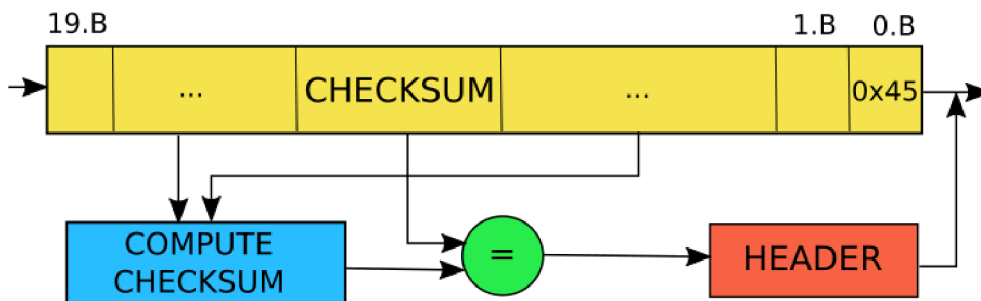 19.B
1.B
0.B
...
CHECKSUM
...
0x45
COMPUTE
CHECKSUM
=
HEADER